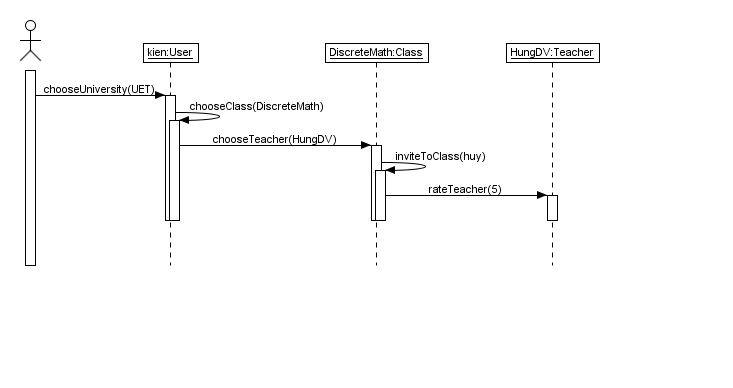 kien:User
DiscreteMath:Class
HungDV:Teacher
chooseUniversity(UET)
chooseClass(DiscreteMath)
chooseTeacher(HungDV)
inviteToClass(huy)
rateTeacher(5)